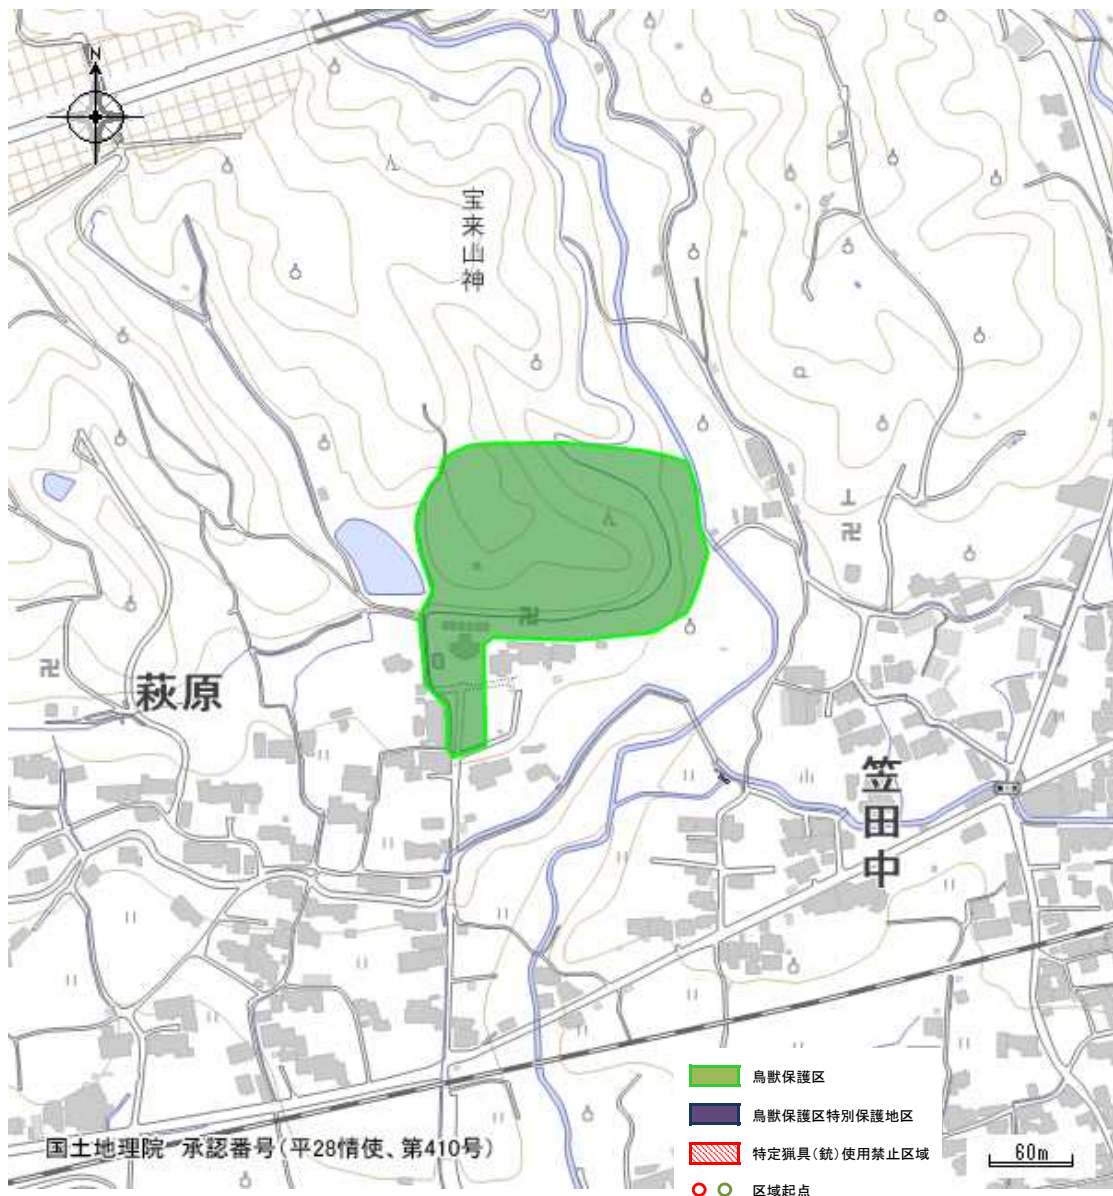 N
宝来山神
萩原
笠田中
鳥獣保護区
鳥獣保護区特別保護地区
特定猟具(銃)使用禁止区域
区域起点
国土地理院 承認番号(平28情使、第410号)
60m